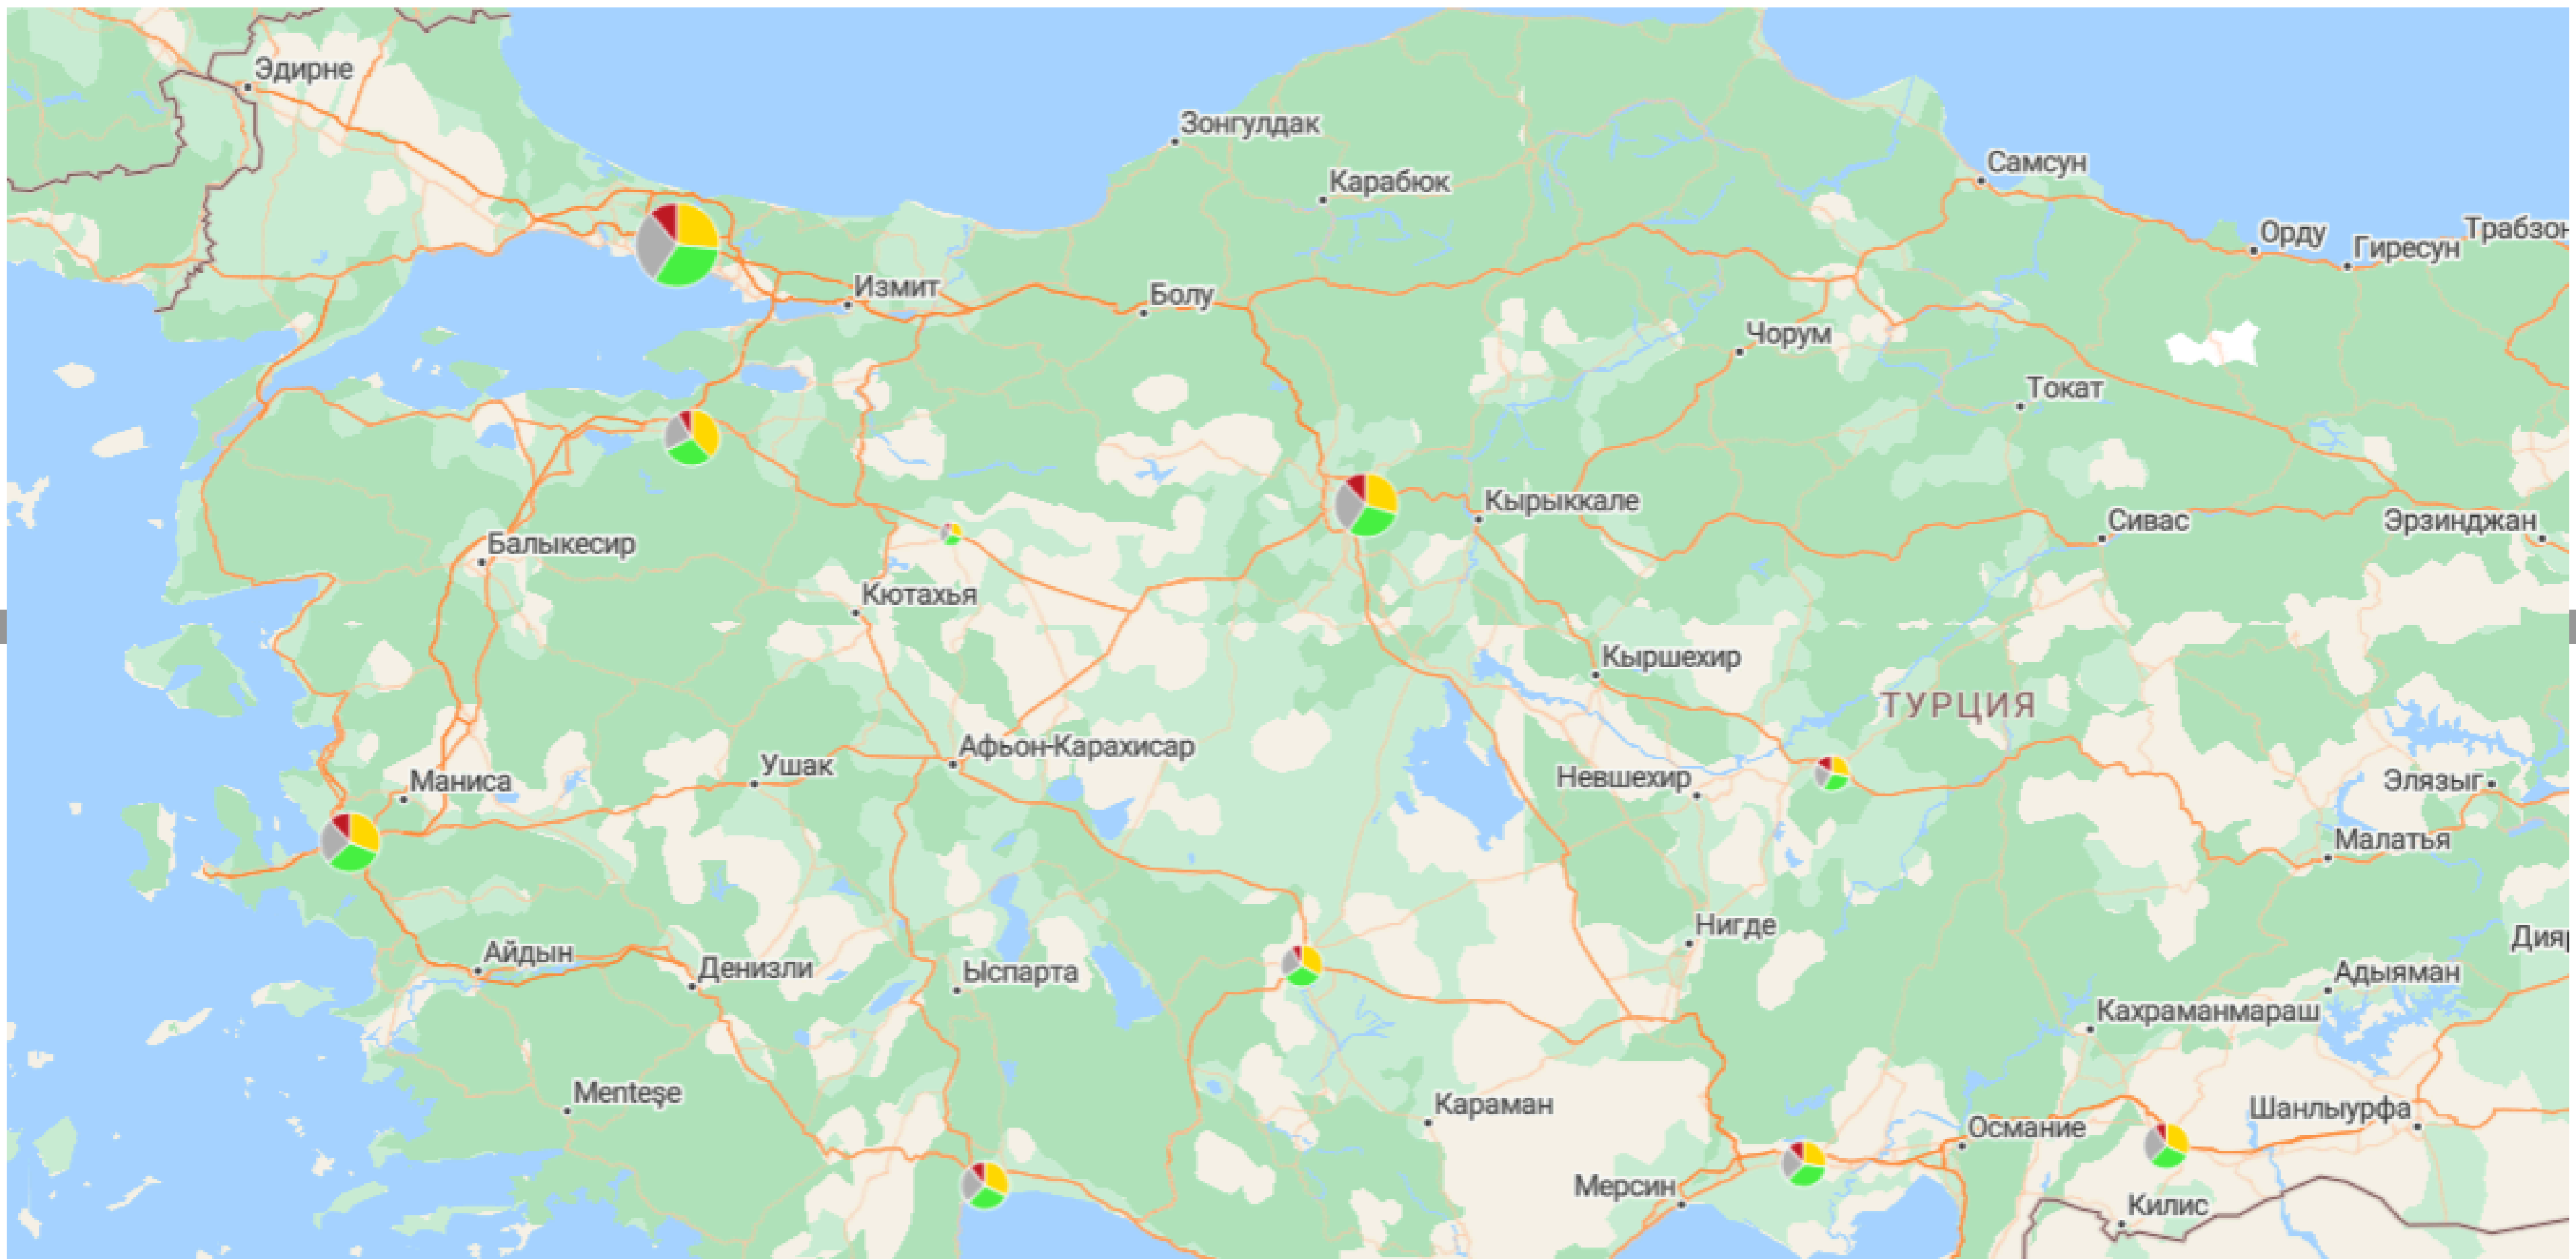 Эдирне
Зонгулдак
Самсун
Карабюк
Орду
Трабзон
Гиресун
Измит
Болу
Чорум
Токат
Кырыккале
Сивас
Эрзинджан
Балыкесир
Кютахья
Кыршехир
ТУРЦИЯ
Афьон-Карахисар
Ушак
Маниса
Невшехир
Элязыг
Малатья
Нигде
Дияр
Айдын
Денизли
Ыспарта
Адыяман
Кахраманмараш
Menteşe
Караман
Шанлыурфа
Османие
Мерсин
Килис